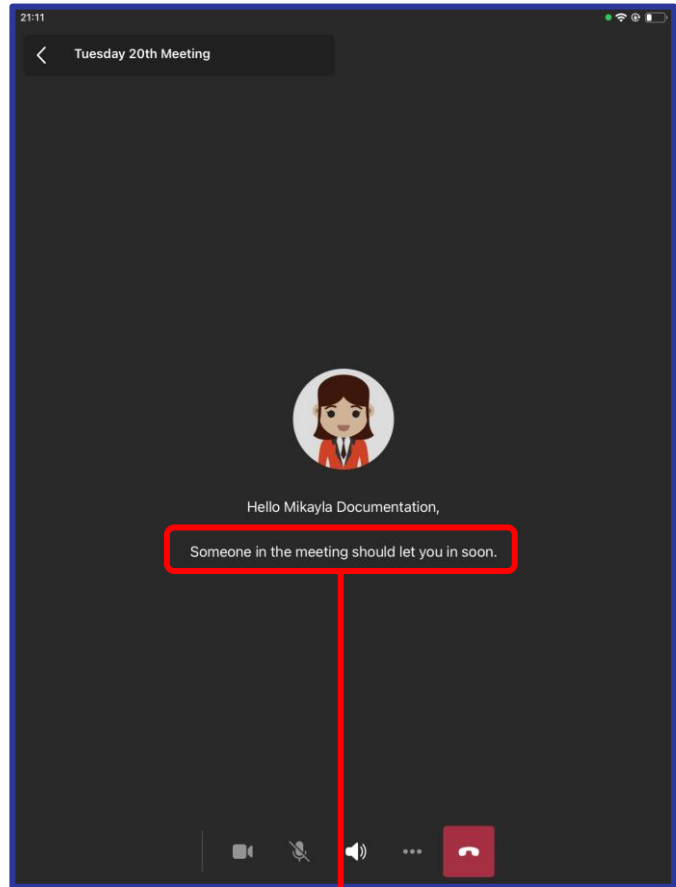 21:11
Tuesday 20th Meeting
Hello Mikayla Documentation,
Someone in the meeting should let you in soon.